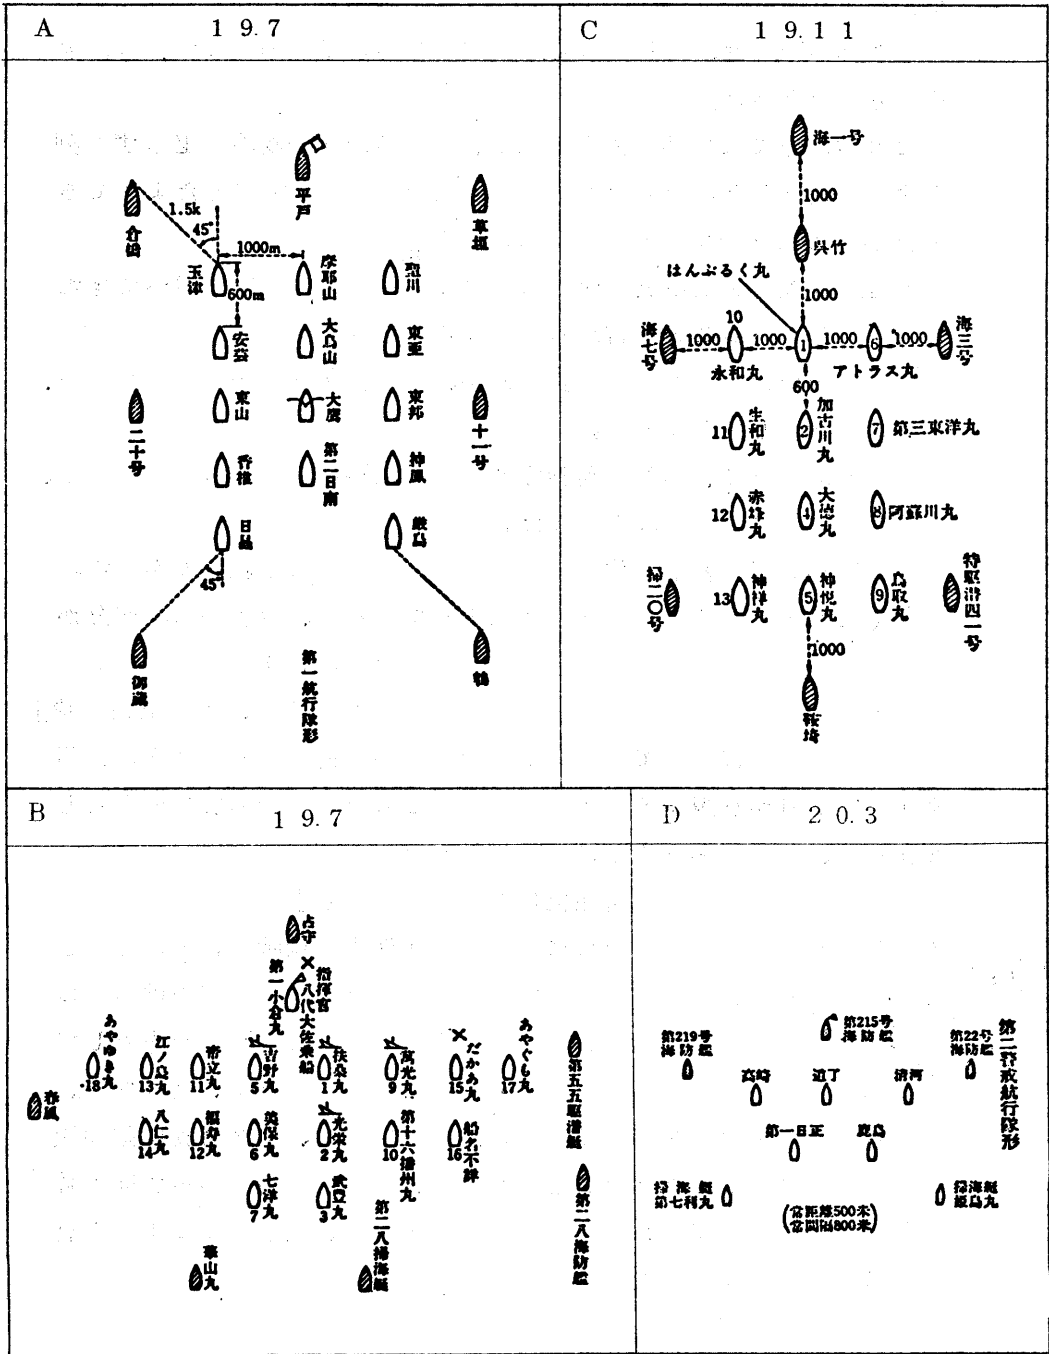 A
19.7
平戸
倉橋
草垣
1.5k
45°
1000m
600m
玉津
摩耶山
聖川
安芸
大鳥山
東亜
二十号
東山
大鷹
東邦
十一号
香椎
第二日南
神鳳
日昌
厳島
45°
御蔵
鵯
第一航行隊形
C
19.11
海一号
1000
呉竹
はんぶるく丸
1000
海七号
1000
10
永和丸
1000
1
1000
6
アトラス丸
1000
海三号
600
11
生和丸
2
加古川丸
7
第三東洋丸
12
赤峰丸
4
大徳丸
8
阿蘇川丸
掃二〇号
13
神祥丸
5
神悦丸
9
鳥取丸
特駆潜四一号
1000
鞍埼
B
19.7
占守
第一小倉丸
×八代大佐乗船
指揮官
春風
あやゆき丸
18
江ノ島丸
13
帝立丸
11
吉野丸
5
扶桑丸
1
萬光丸
9
×だかあ丸
15
あやぐも丸
17
第五五駆潜艇
八仁丸
14
福寿丸
12
美保丸
6
光栄丸
2
第十六播州丸
10
船名不詳
16
七洋丸
7
武豊丸
3
第二八海防艦
華山丸
第二八掃海艇
D
20.3
第219号
海防艦
第215号
海防艦
第22号
海防艦
第二警戒航行隊形
高崎
辺丁
清河
第一日正
鹿島
掃海艇
第七利丸
掃海艇
姫島丸
(常距離500米
常間隔800米)